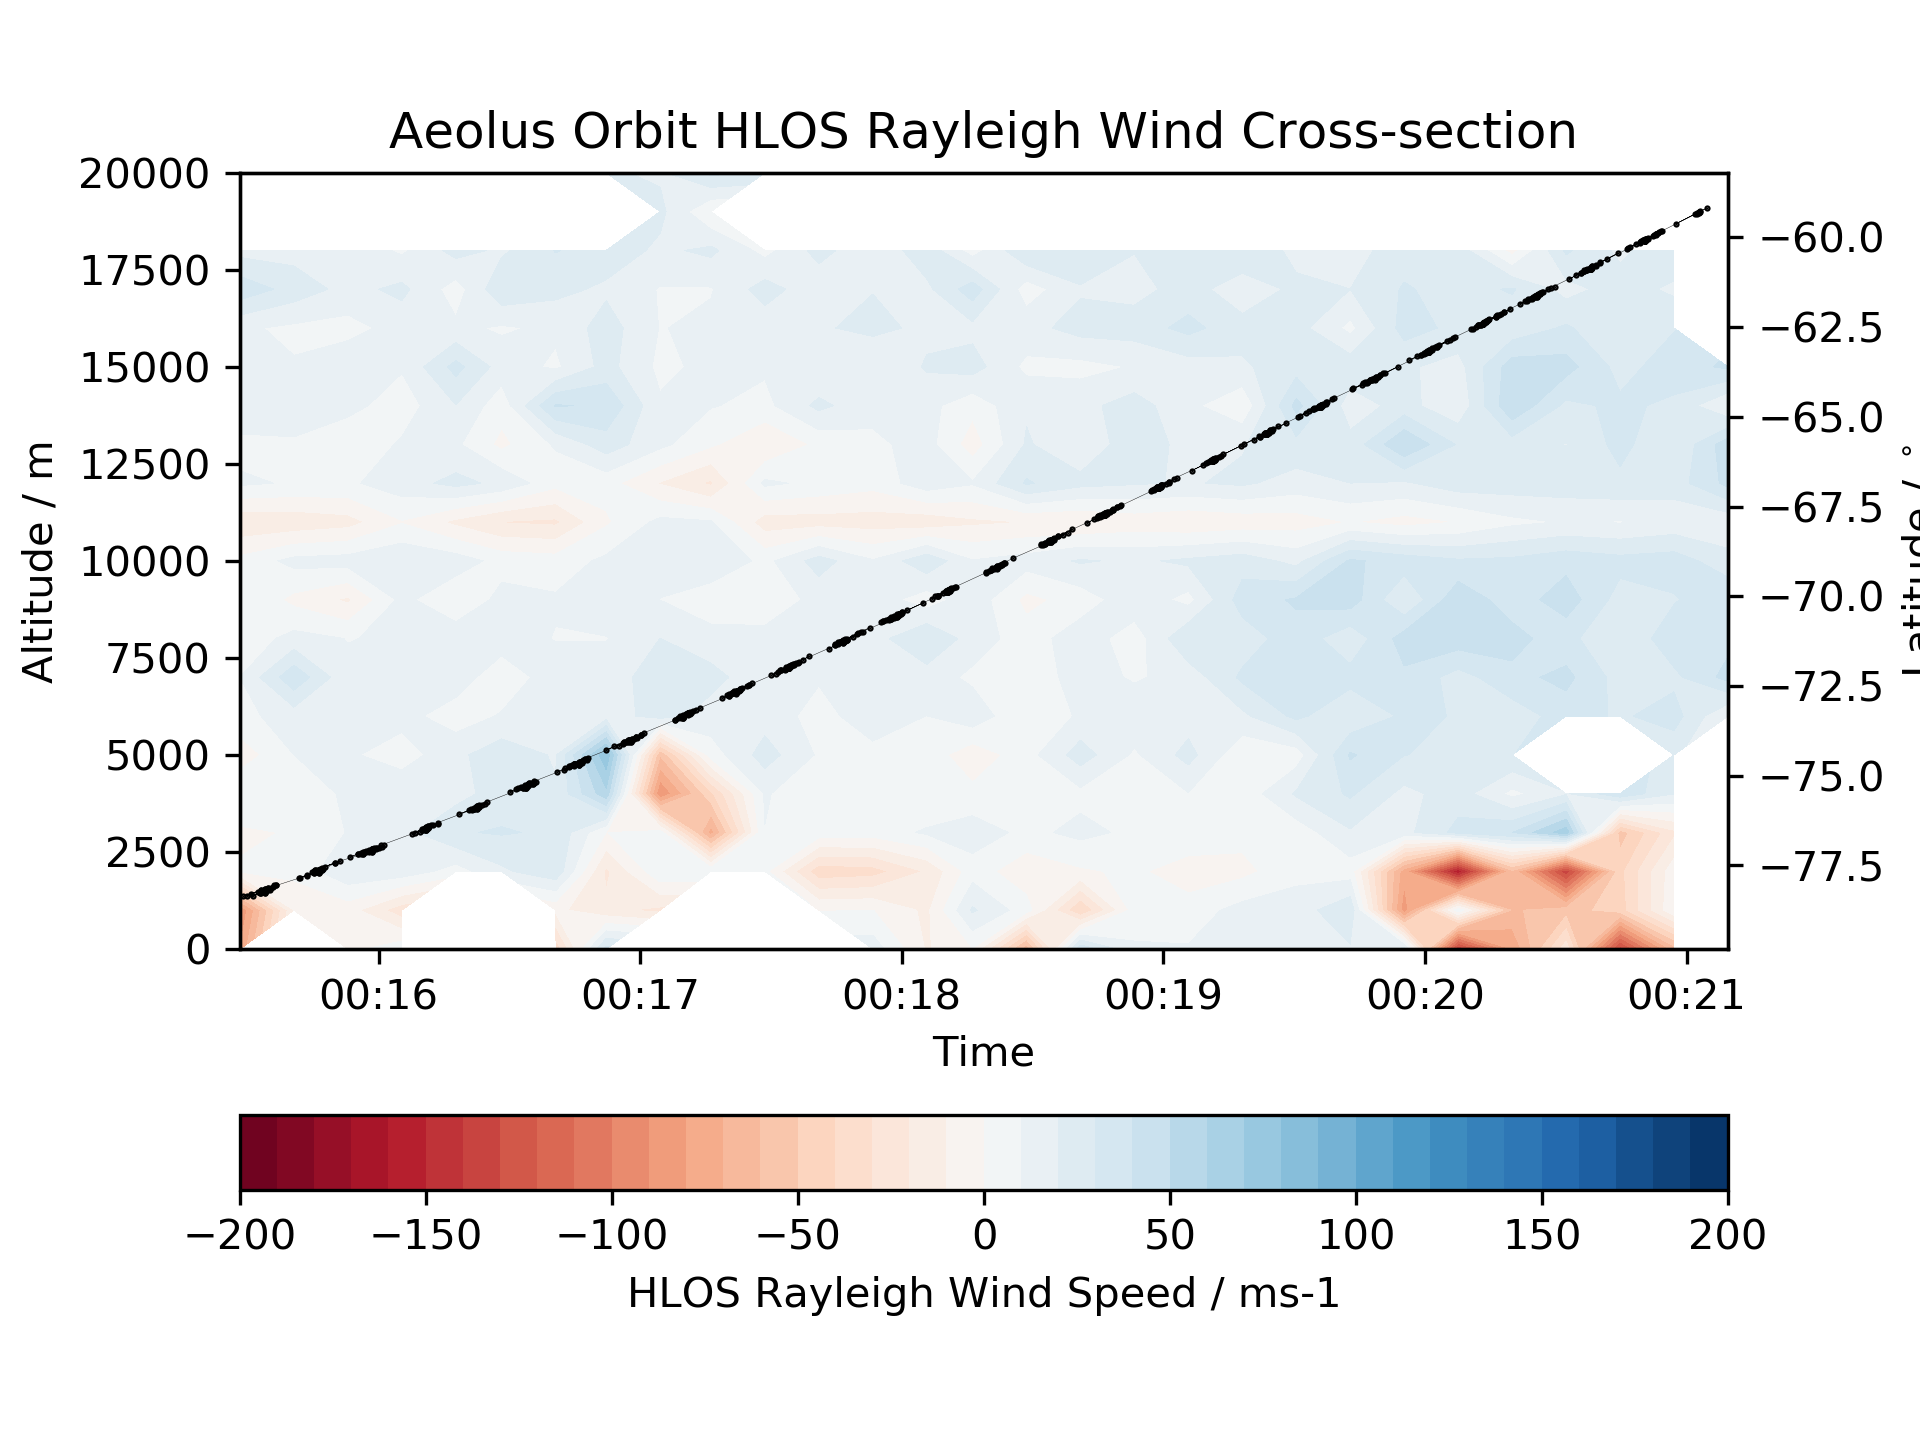 Aeolus Orbit HLOS Rayleigh Wind Cross-section
20000
17500
15000
12500
10000
7500
5000
2500
0
Altitude / m
−60.0
−62.5
−65.0
−67.5
−70.0
−72.5
−75.0
−77.5
Latitude / °
00:16 00:17 00:18 00:19 00:20 00:21
Time
−200 −150 −100 −50 0 50 100 150 200
HLOS Rayleigh Wind Speed / ms-1